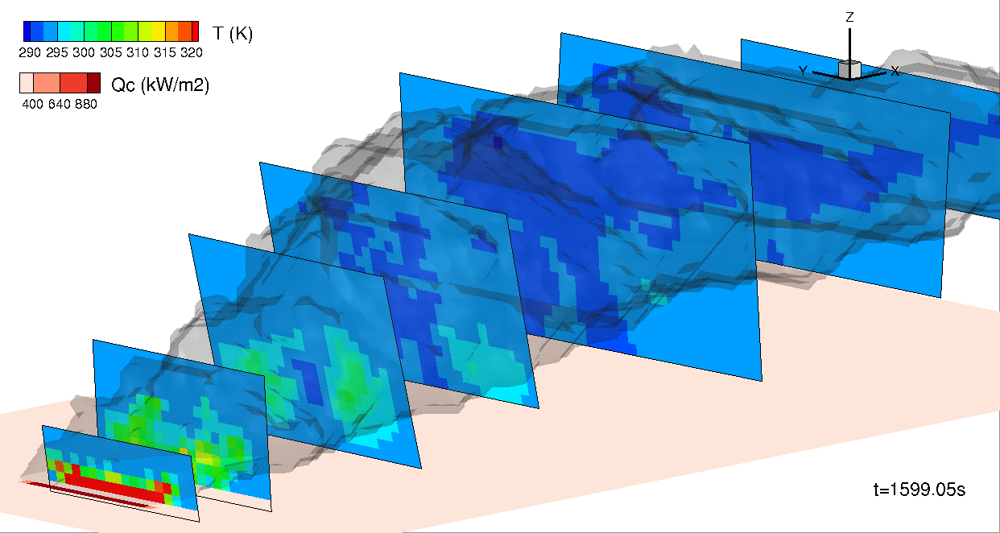 T (K)
290 295 300 305 310 315 320
Qc (kW/m2)
400 640 880
Z
Y
X
t=1599.05s